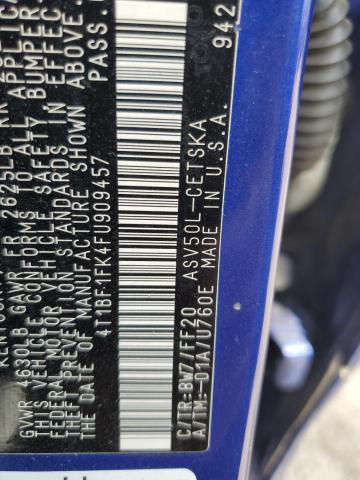 GVWR 4630LB GAWR FR 2625LB RR
THIS VEHICLE CONFORMS TO ALL APPLICA
MOTOR VEHICLE SAFETY BUMPER
THEFT PREVENTION STANDARDS IN EFFECT
THE DATE OF MANUFACTURE SHOWN ABOVE.
4T1BF1FK4FU909457 PASS
C/TR:8W7/FF20 ASV50L-CETSKA
A/TM:-01A/U760E MADE IN U.S.A.
942